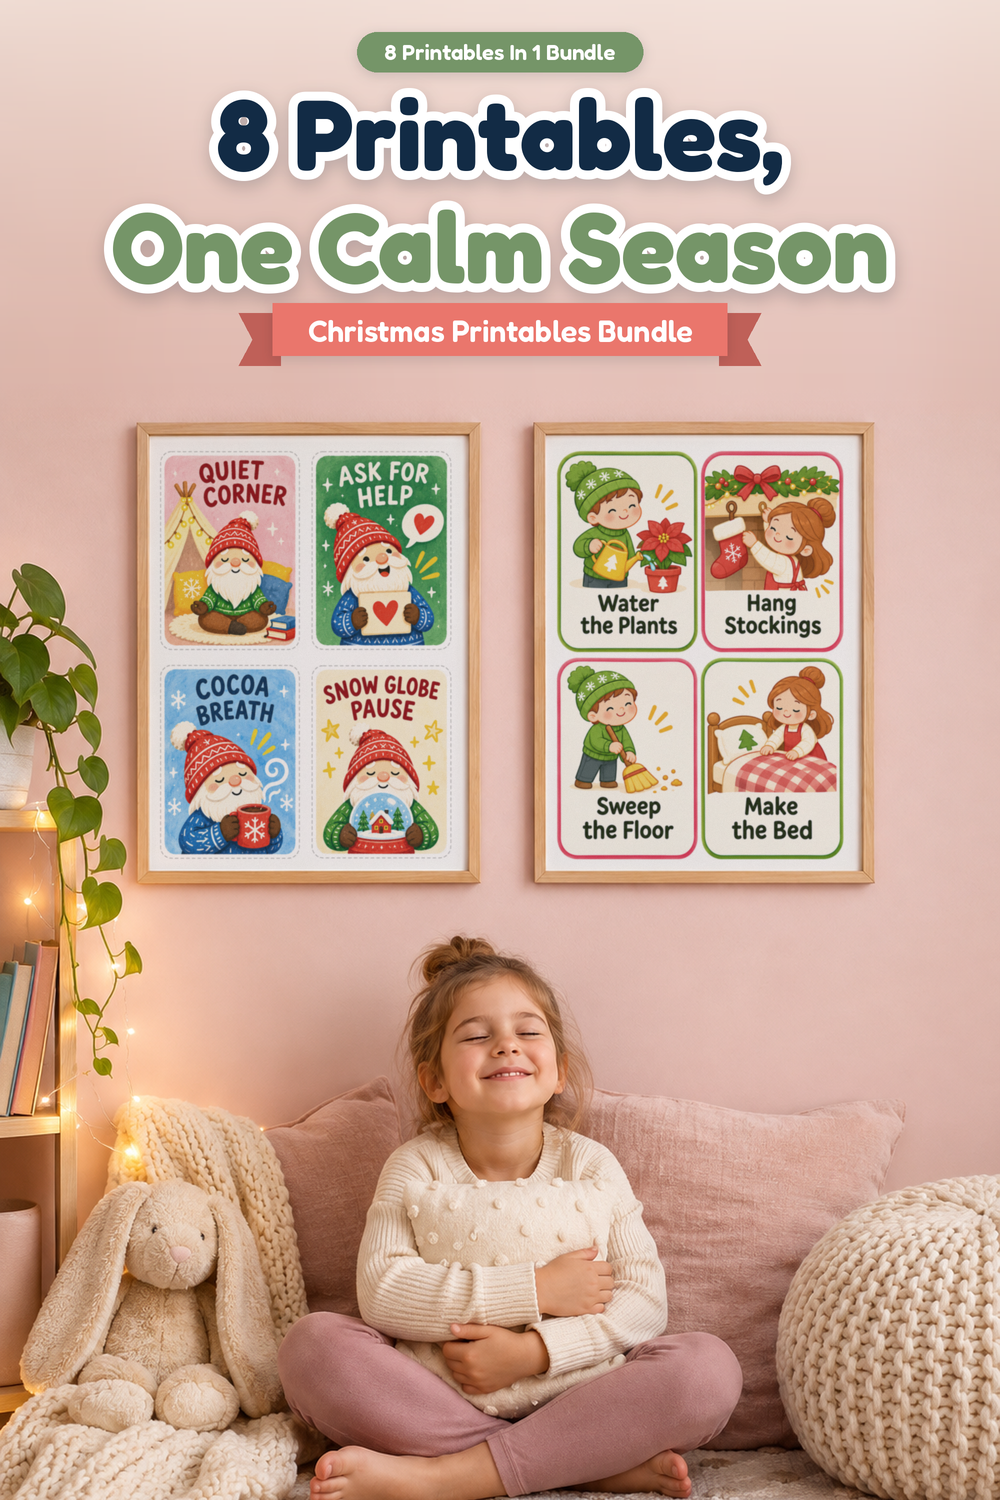 8 Printables In 1 Bundle
8 Printables,
One Calm Season
Christmas Printables Bundle
QUIET
CORNER
ASK FOR
HELP
COCOA
BREATH
SNOW GLOBE
PAUSE
Water
the Plants
Hang
Stockings
Sweep
the Floor
Make
the Bed